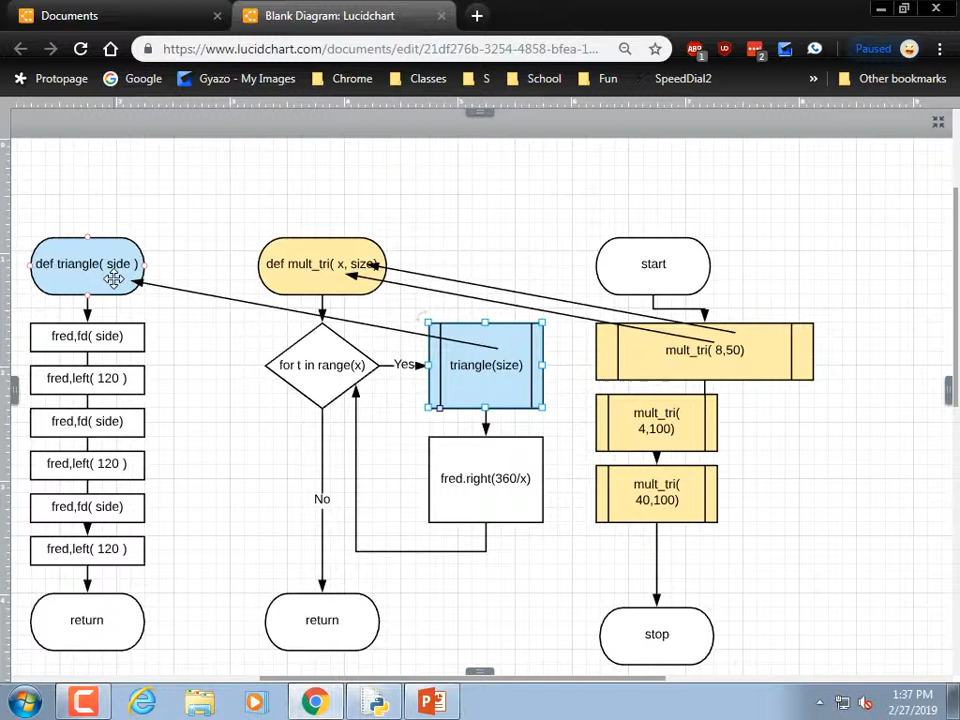 Documents
Blank Diagram: Lucidchart
https://www.lucidchart.com/documents/edit/21df276b-3254-4858-bfea-1...
ABP
1
2
Paused
Protopage
Google
Gyazo - My Images
Chrome
Classes
S
School
Fun
SpeedDial2
»
Other bookmarks
def triangle( side )
fred,fd( side)
fred,left( 120 )
fred,fd( side)
fred,left( 120 )
fred,fd( side)
fred,left( 120 )
return
def mult_tri( x, size)
for t in range(x)
Yes
No
return
triangle(size)
fred.right(360/x)
start
mult_tri( 8,50)
mult_tri(
4,100)
mult_tri(
40,100)
stop
1:37 PM
2/27/2019